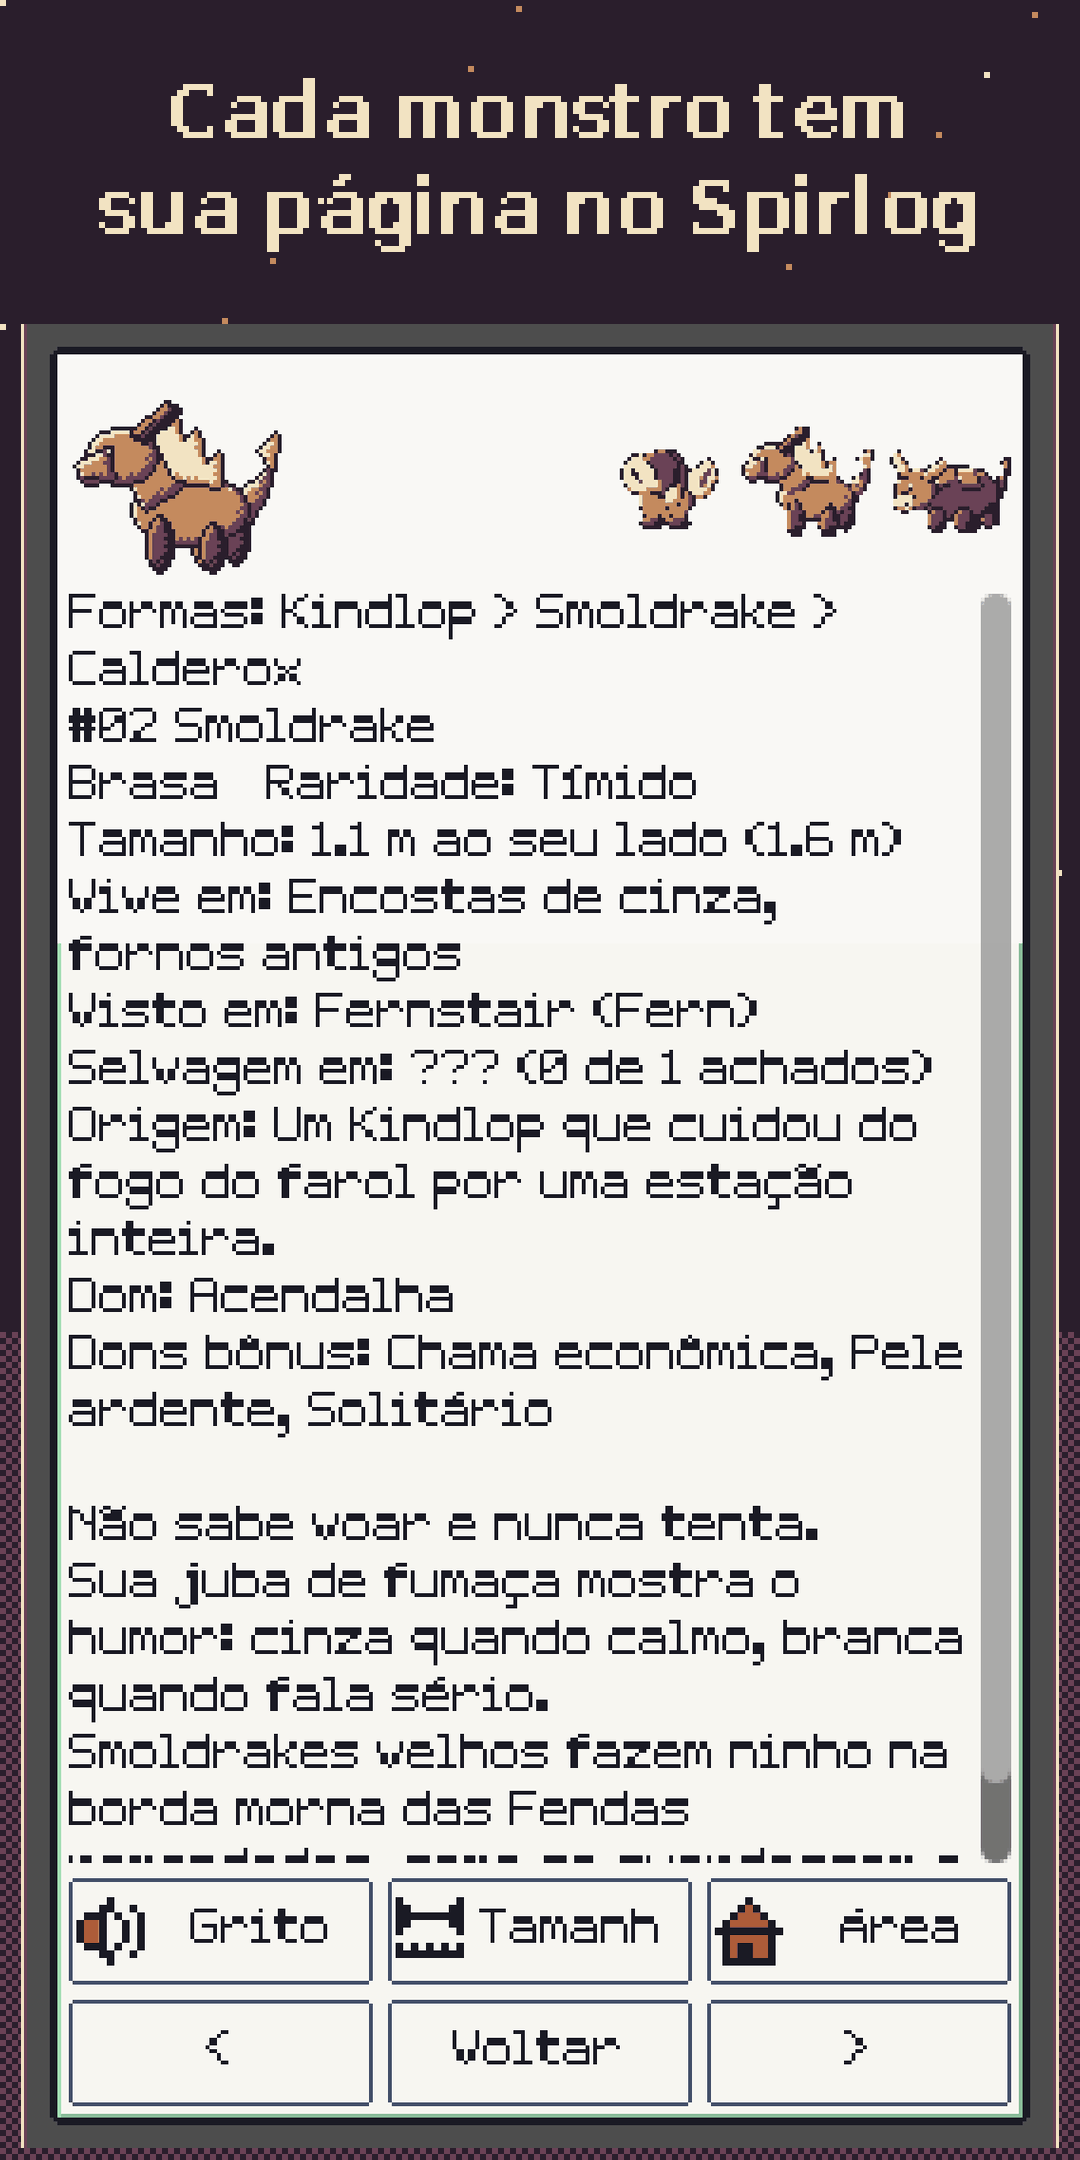 Cada monstro tem
sua página no Spirlog
Formas: Kindlop > Smoldrake >
Calderox
#02 Smoldrake
Brasa Raridade: Tímido
Tamanho: 1.1 m ao seu lado (1.6 m)
Vive em: Encostas de cinza,
fornos antigos
Visto em: Fernstair (Fern)
Selvagem em: ??? (0 de 1 achados)
Origem: Um Kindlop que cuidou do
fogo do farol por uma estação
inteira.
Dom: Acendalha
Dons bônus: Chama econômica, Pele
ardente, Solitário
Não sabe voar e nunca tenta.
Sua juba de fumaça mostra o
humor: cinza quando calmo, branca
quando fala sério.
Smoldrakes velhos fazem ninho na
borda morna das Fendas
Grito Tamanh Área
< Voltar >